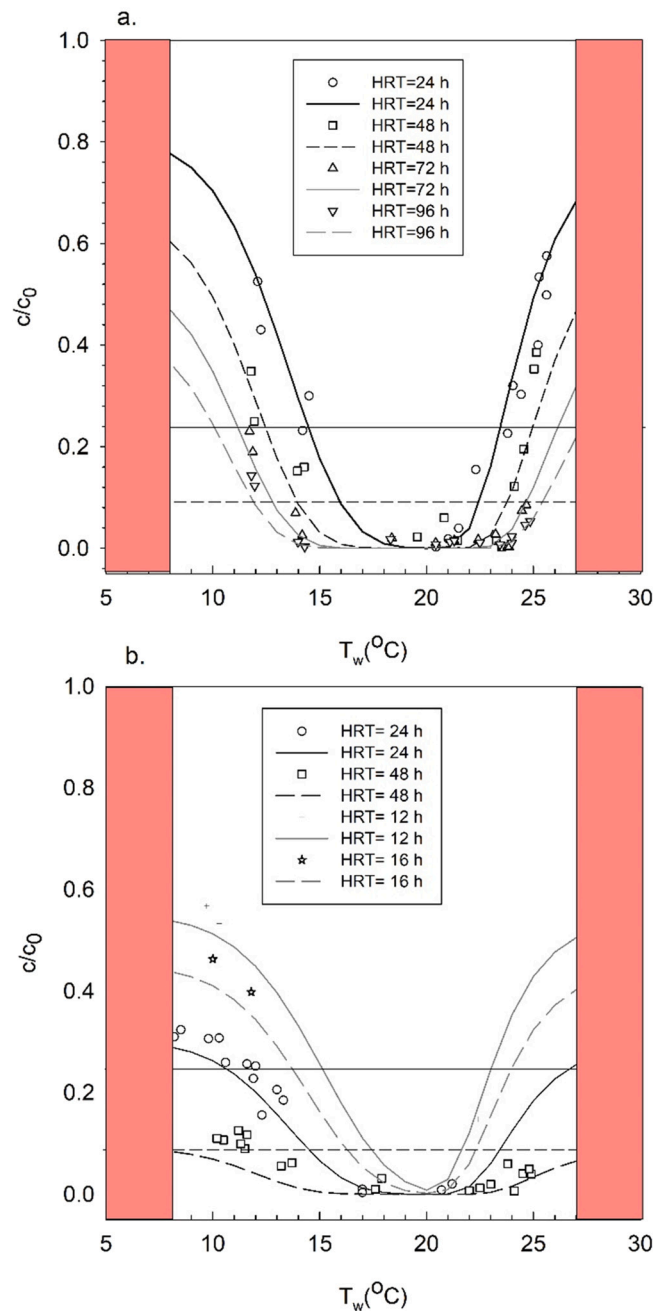 a.
1.0
0.8
0.6
0.4
0.2
0.0
c/c0
HRT=24 h
HRT=24 h
HRT=48 h
HRT=48 h
HRT=72 h
HRT=72 h
HRT=96 h
HRT=96 h
5 10 15 20 25 30
Tw(oC)
b.
1.0
0.8
0.6
0.4
0.2
0.0
c/c0
HRT= 24 h
HRT= 24 h
HRT= 48 h
HRT= 48 h
HRT= 12 h
HRT= 12 h
HRT= 16 h
HRT= 16 h
5 10 15 20 25 30
Tw(oC)